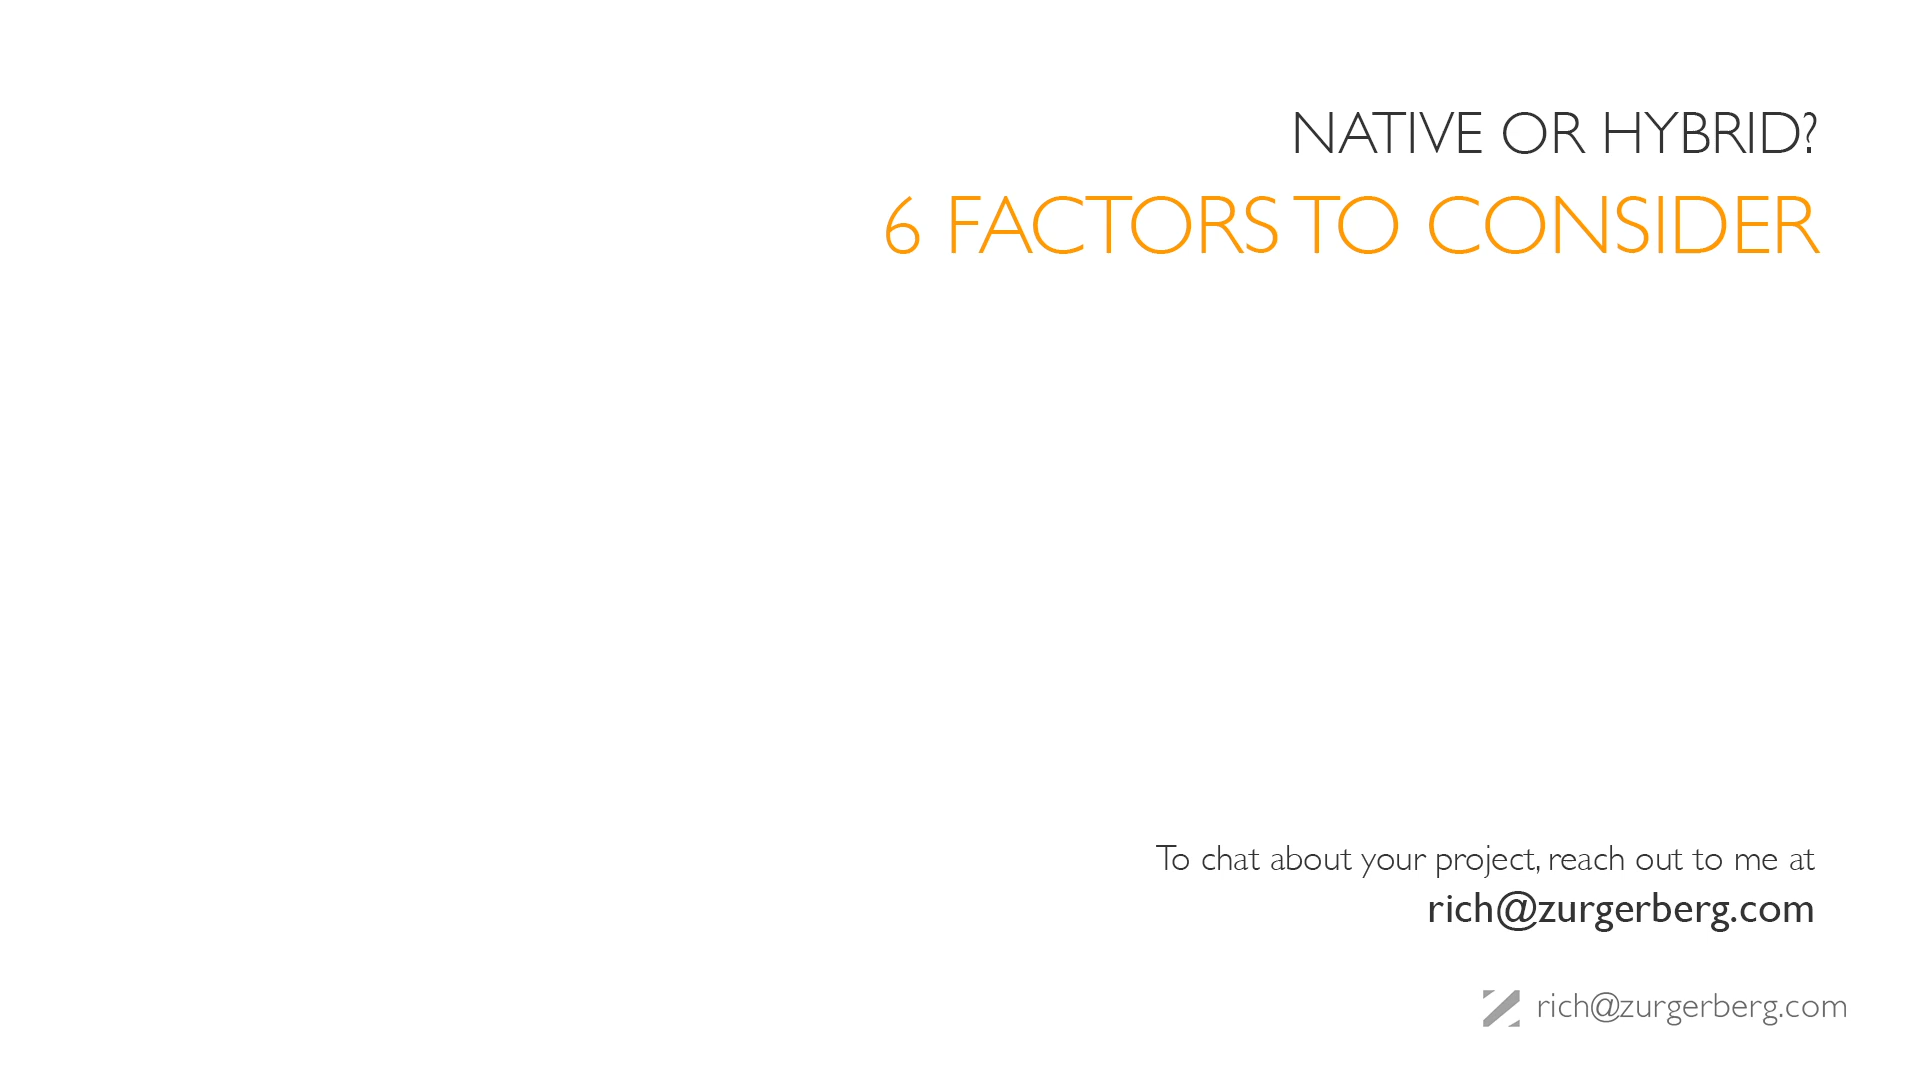 NATIVE OR HYBRID?
6 FACTORS TO CONSIDER
To chat about your project, reach out to me at
rich@zurgerberg.com
rich@zurgerberg.com